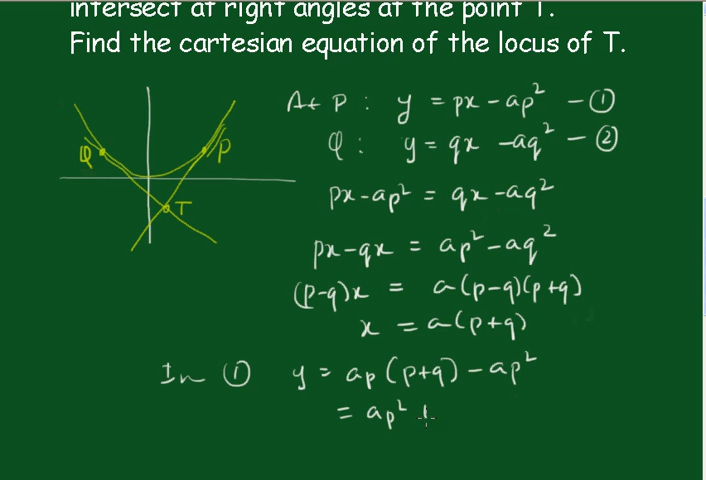 intersect at right angles at the point T.
Find the cartesian equation of the locus of T.
At P : y = px - ap² - ①
Q : y = qx - aq² - ②
px - ap² = qx - aq²
px - qx = ap² - aq²
(p-q)x = a(p-q)(p+q)
x = a(p+q)
In ① y = ap(p+q) - ap²
= ap² +
Q
P
T